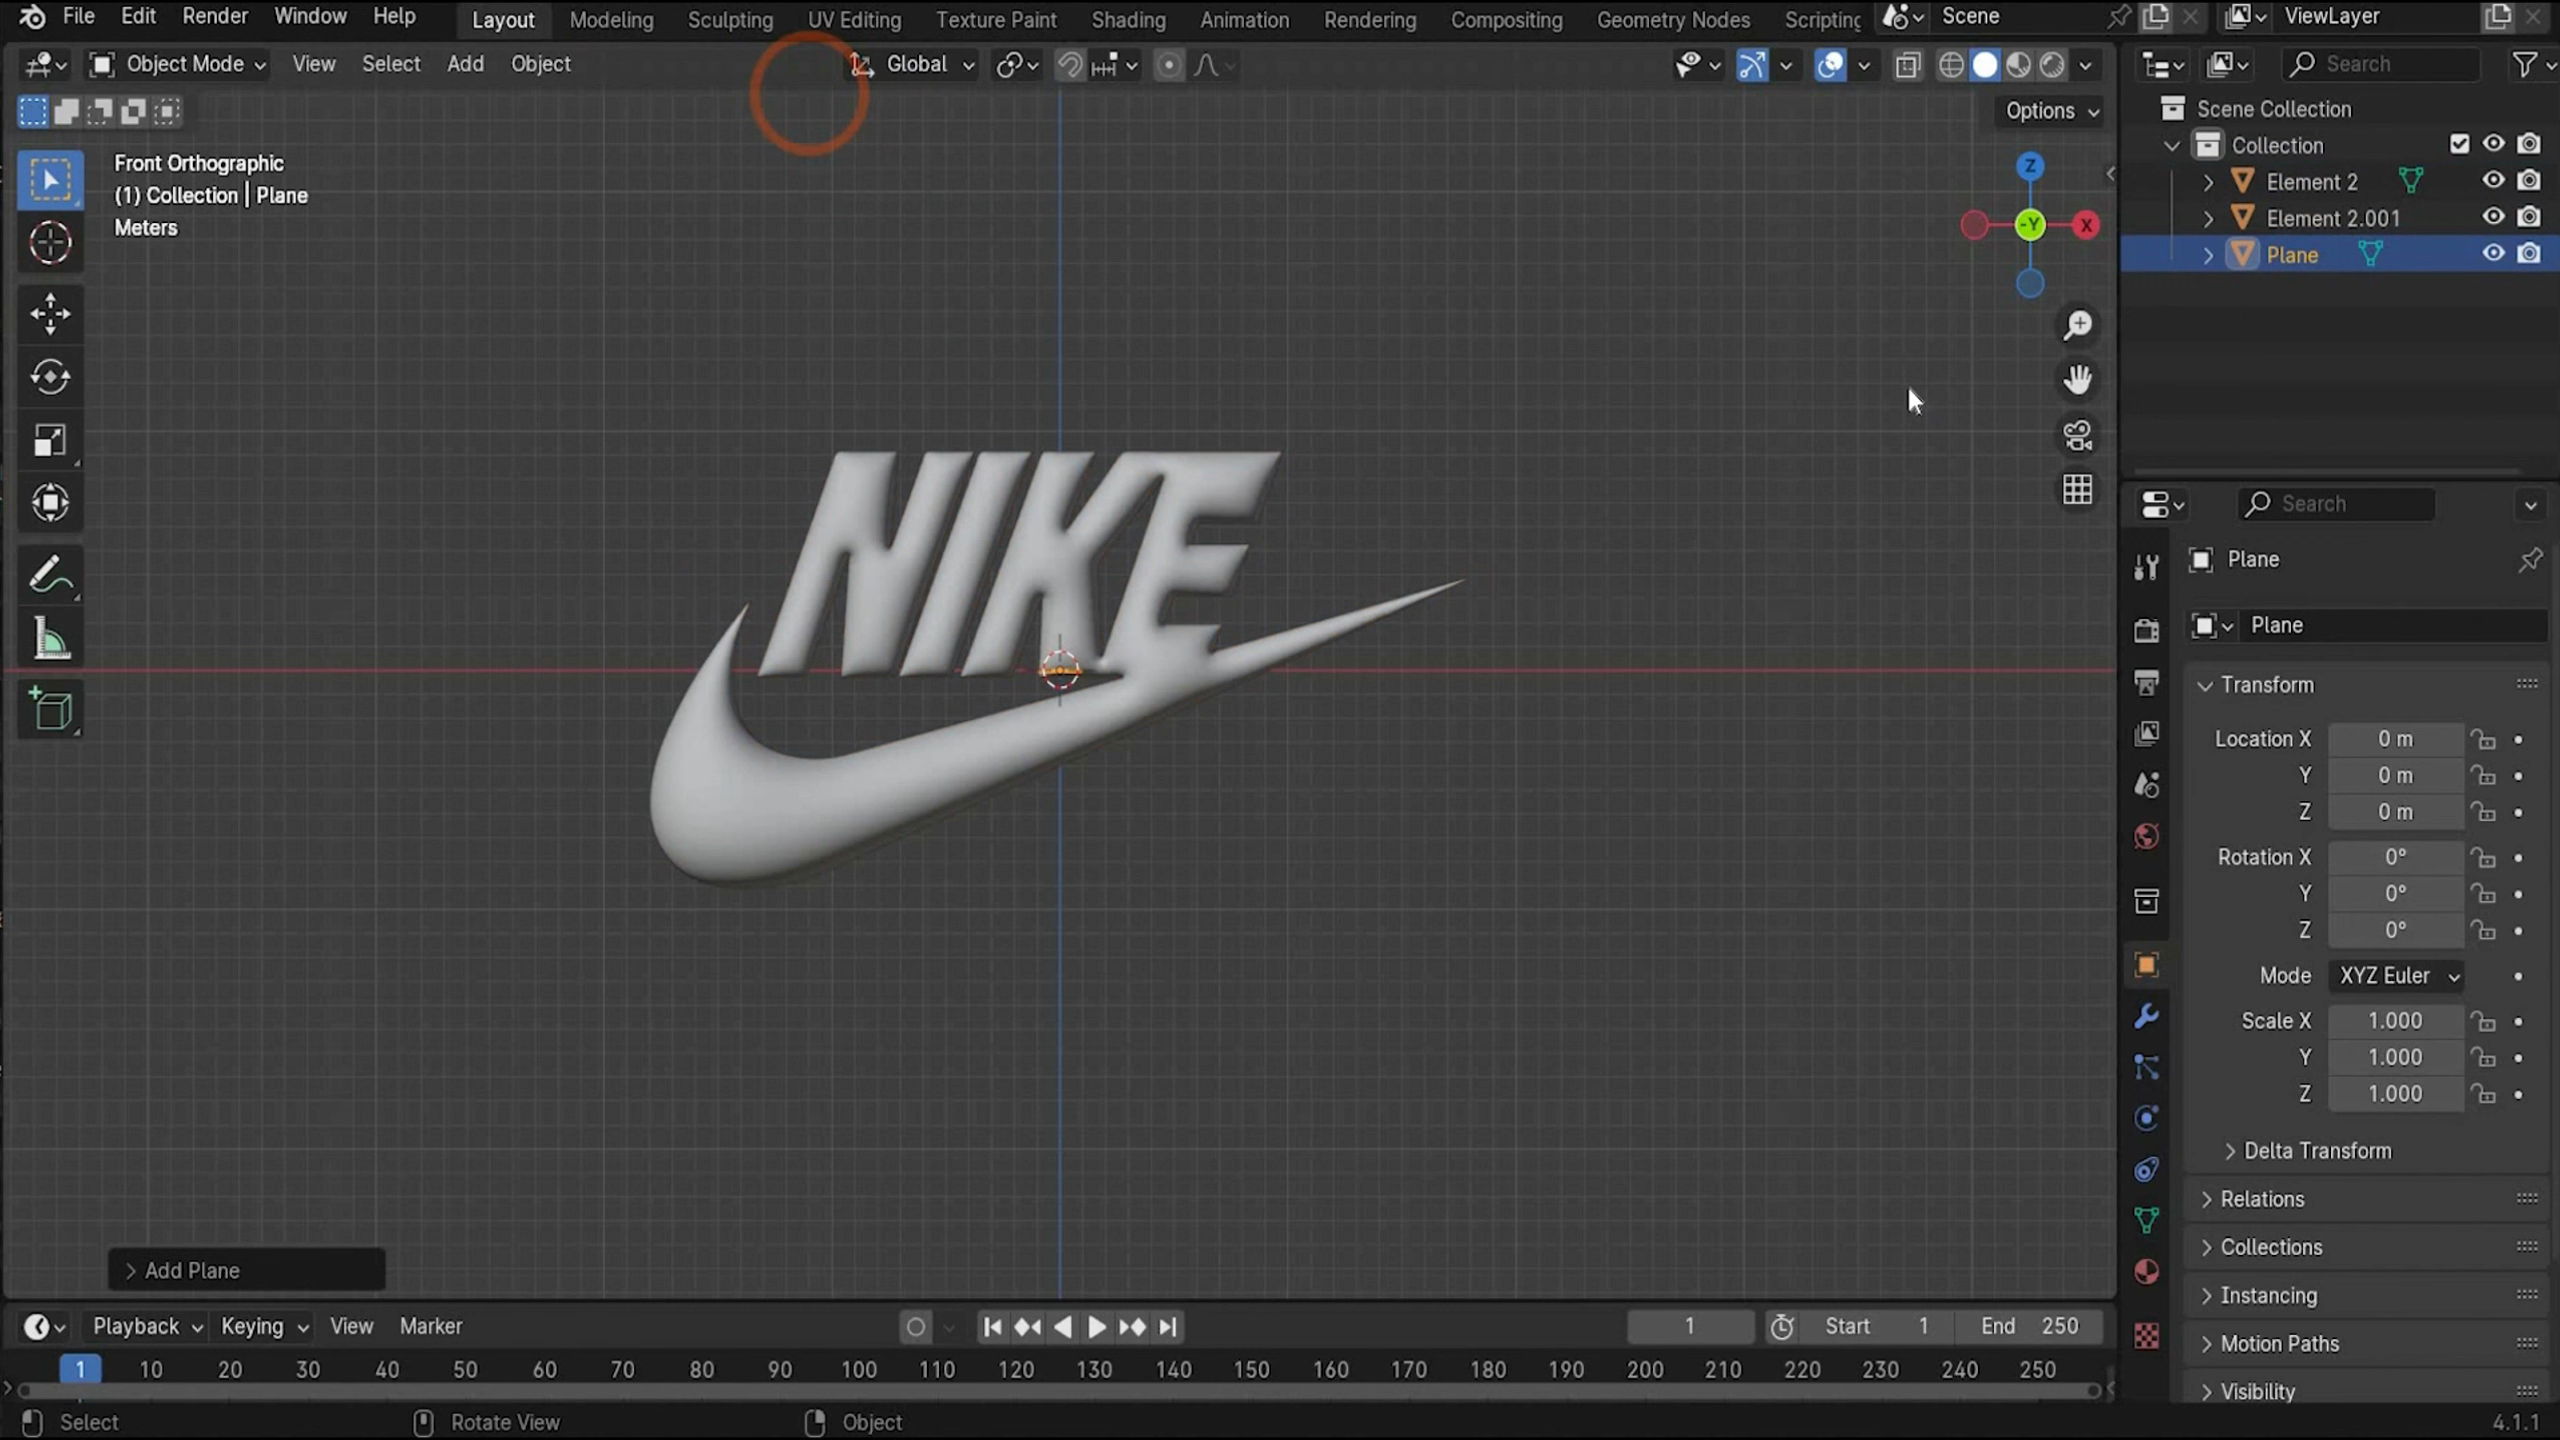 File Edit Render Window Help Layout Modeling Sculpting UV Editing Texture Paint Shading Animation Rendering Compositing Geometry Nodes Scripting Scene ViewLayer
Object Mode View Select Add Object Global Search
Options
Front Orthographic
(1) Collection | Plane
Meters
Z
-Y
X
Scene Collection
Collection
Element 2
Element 2.001
Plane
NIKE
Search
Plane
Plane
Transform
Location X 0 m
Y 0 m
Z 0 m
Rotation X 0°
Y 0°
Z 0°
Mode XYZ Euler
Scale X 1.000
Y 1.000
Z 1.000
Delta Transform
Relations
Collections
Instancing
Motion Paths
Visibility
Add Plane
Playback Keying View Marker 1 Start 1 End 250
1 10 20 30 40 50 60 70 80 90 100 110 120 130 140 150 160 170 180 190 200 210 220 230 240 250
Select Rotate View Object 4.1.1